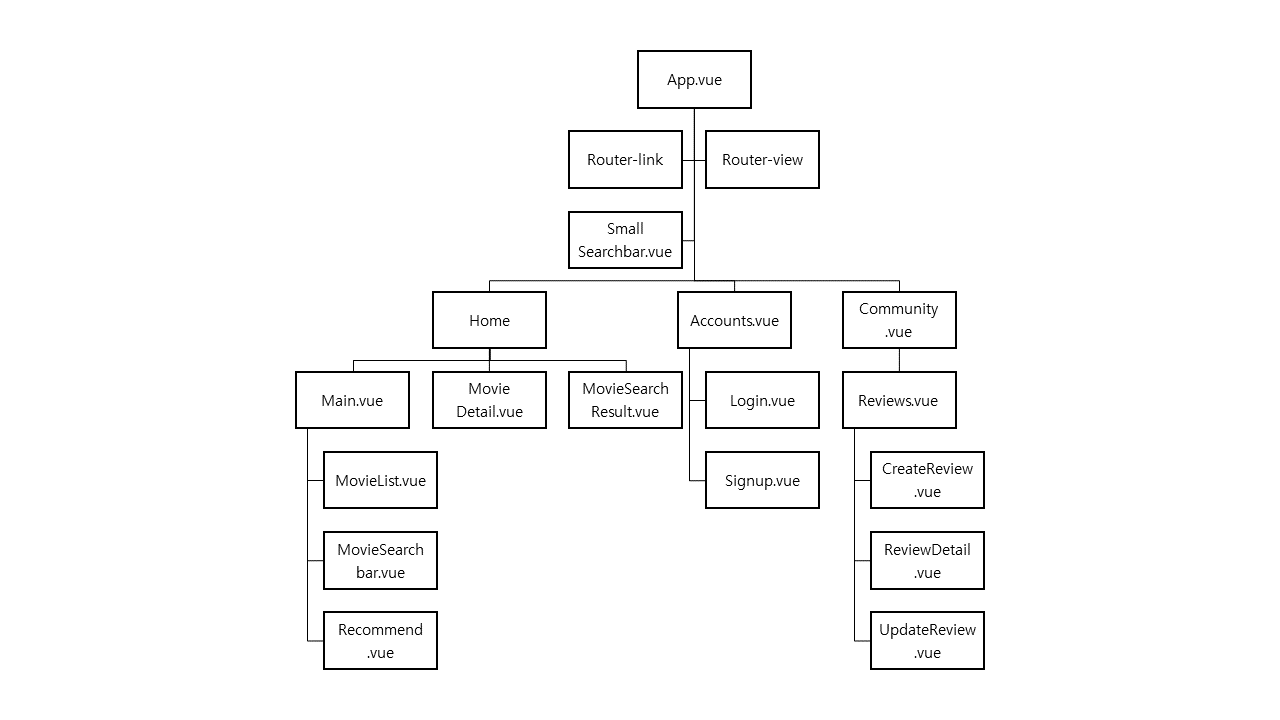 App.vue
Router-link
Router-view
Small
Searchbar.vue
Home
Accounts.vue
Community
.vue
Main.vue
Movie
Detail.vue
MovieSearch
Result.vue
Login.vue
Reviews.vue
MovieList.vue
Signup.vue
CreateReview
.vue
MovieSearch
bar.vue
ReviewDetail
.vue
Recommend
.vue
UpdateReview
.vue